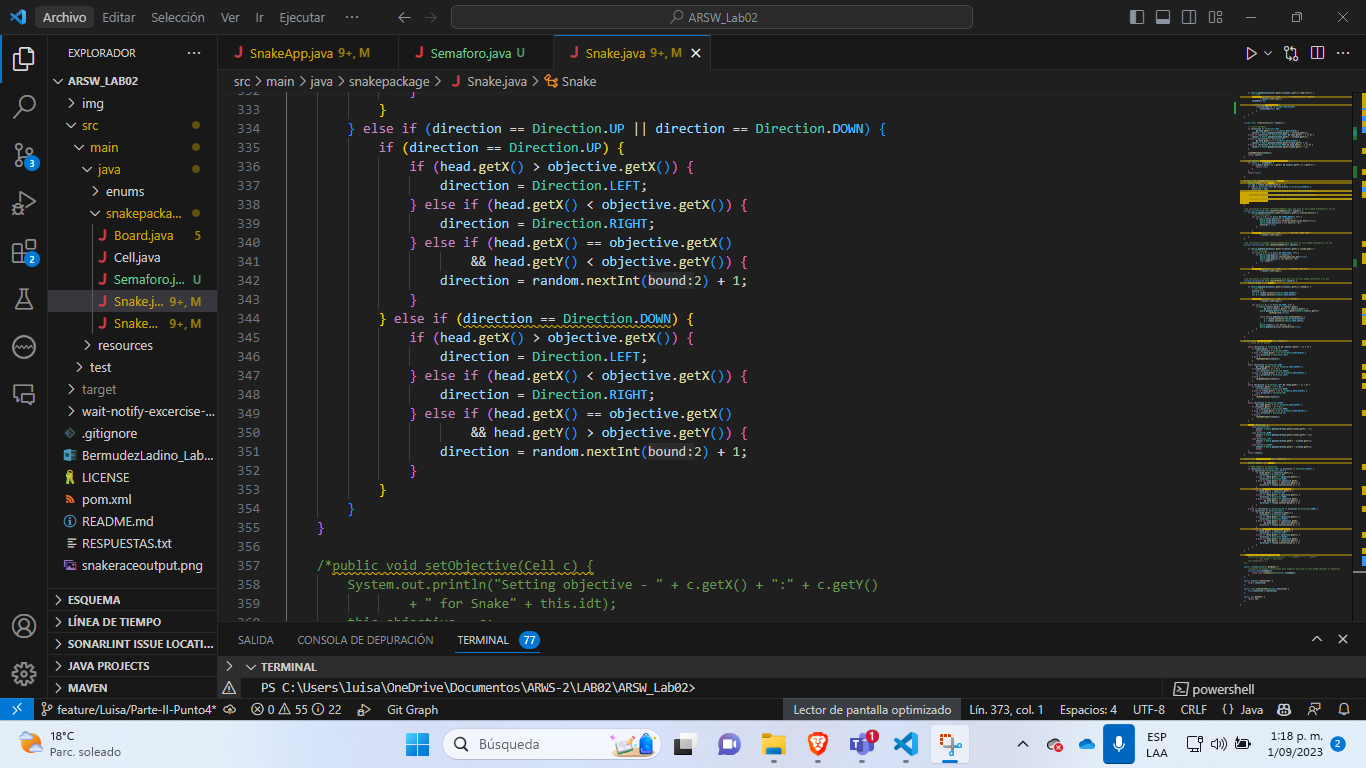 Archivo Editar Selección Ver Ir Ejecutar ··· ARSW_Lab02
EXPLORADOR ···
ARSW_LAB02
img
src
main
java
enums
snakepacka...
Board.java 5
Cell.java
Semaforo.j... U
Snake.j... 9+, M
Snake... 9+, M
resources
test
target
wait-notify-excercise-...
.gitignore
BermudezLadino_Lab...
LICENSE
pom.xml
README.md
RESPUESTAS.txt
snakeraceoutput.png
ESQUEMA
LÍNEA DE TIEMPO
SONARLINT ISSUE LOCATI...
JAVA PROJECTS
MAVEN
3
2
SnakeApp.java 9+, M Semaforo.java U Snake.java 9+, M
src > main > java > snakepackage > Snake.java > Snake
332 }
333 }
334 } else if (direction == Direction.UP || direction == Direction.DOWN) {
335 if (direction == Direction.UP) {
336 if (head.getX() > objective.getX()) {
337 direction = Direction.LEFT;
338 } else if (head.getX() < objective.getX()) {
339 direction = Direction.RIGHT;
340 } else if (head.getX() == objective.getX()
341 && head.getY() < objective.getY()) {
342 direction = random.nextInt(bound:2) + 1;
343 }
344 } else if (direction == Direction.DOWN) {
345 if (head.getX() > objective.getX()) {
346 direction = Direction.LEFT;
347 } else if (head.getX() < objective.getX()) {
348 direction = Direction.RIGHT;
349 } else if (head.getX() == objective.getX()
350 && head.getY() > objective.getY()) {
351 direction = random.nextInt(bound:2) + 1;
352 }
353 }
354 }
355 }
356
357 /*public void setObjective(Cell c) {
358 System.out.println("Setting objective - " + c.getX() + ":" + c.getY()
359 + " for Snake" + this.idt);
SALIDA CONSOLA DE DEPURACIÓN TERMINAL 77
TERMINAL
PS C:\Users\luisa\OneDrive\Documentos\ARWS-2\LAB02\ARSW_Lab02>
powershell
feature/Luisa/Parte-II-Punto4* 0 55 22 Git Graph Lector de pantalla optimizado Lín. 373, col. 1 Espacios: 4 UTF-8 CRLF {} Java
18°C
Parc. soleado
Búsqueda
1
ESP
LAA
1:18 p. m.
1/09/2023
2